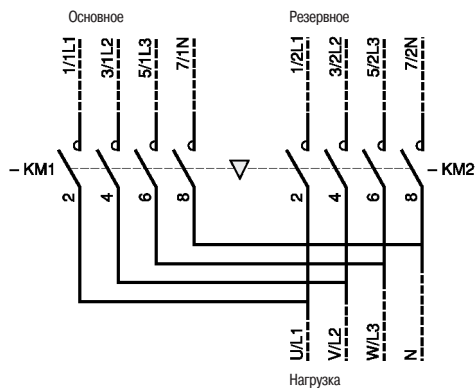 Основное
Резервное
1/1L1
3/1L2
5/1L3
7/1N
1/2L1
3/2L2
5/2L3
7/2N
– KM1
– KM2
2
4
6
8
2
4
6
8
U/L1
V/L2
W/L3
N
Нагрузка